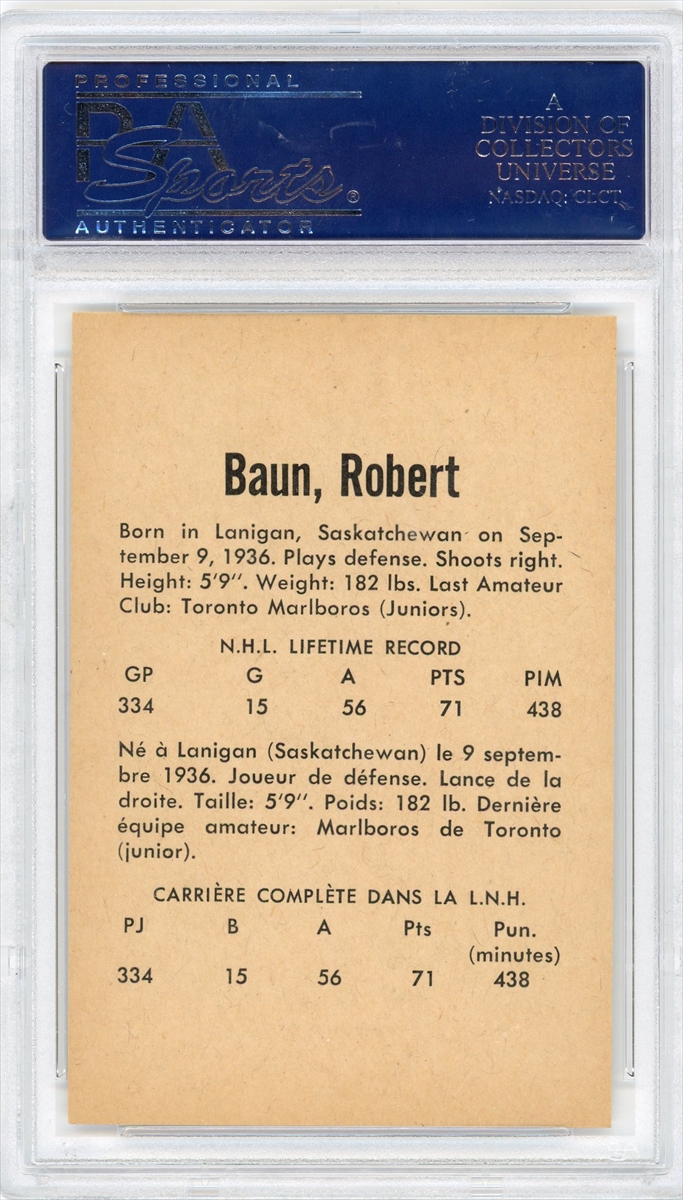 PROFESSIONAL
PSA
Sports®
AUTHENTICATOR
A
DIVISION OF
COLLECTORS
UNIVERSE
NASDAQ: CLCT
Baun, Robert
Born in Lanigan, Saskatchewan on Sep-
tember 9, 1936. Plays defense. Shoots right.
Height: 5'9". Weight: 182 lbs. Last Amateur
Club: Toronto Marlboros (Juniors).
N.H.L. LIFETIME RECORD
GP G A PTS PIM
334 15 56 71 438
Né à Lanigan (Saskatchewan) le 9 septem-
bre 1936. Joueur de défense. Lance de la
droite. Taille: 5'9". Poids: 182 lb. Dernière
équipe amateur: Marlboros de Toronto
(junior).
CARRIÈRE COMPLÈTE DANS LA L.N.H.
PJ B A Pts Pun.
(minutes)
334 15 56 71 438